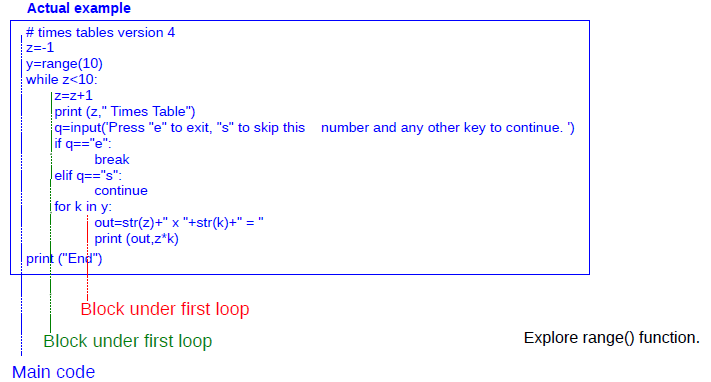 Actual example
# times tables version 4
z=-1
y=range(10)
while z<10:
z=z+1
print (z," Times Table")
q=input('Press "e" to exit, "s" to skip this    number and any other key to continue. ')
if q=="e":
break
elif q=="s":
continue
for k in y:
out=str(z)+" x "+str(k)+" = "
print (out,z*k)
print ("End")
Block under first loop
Block under first loop
Explore range() function.
Main code